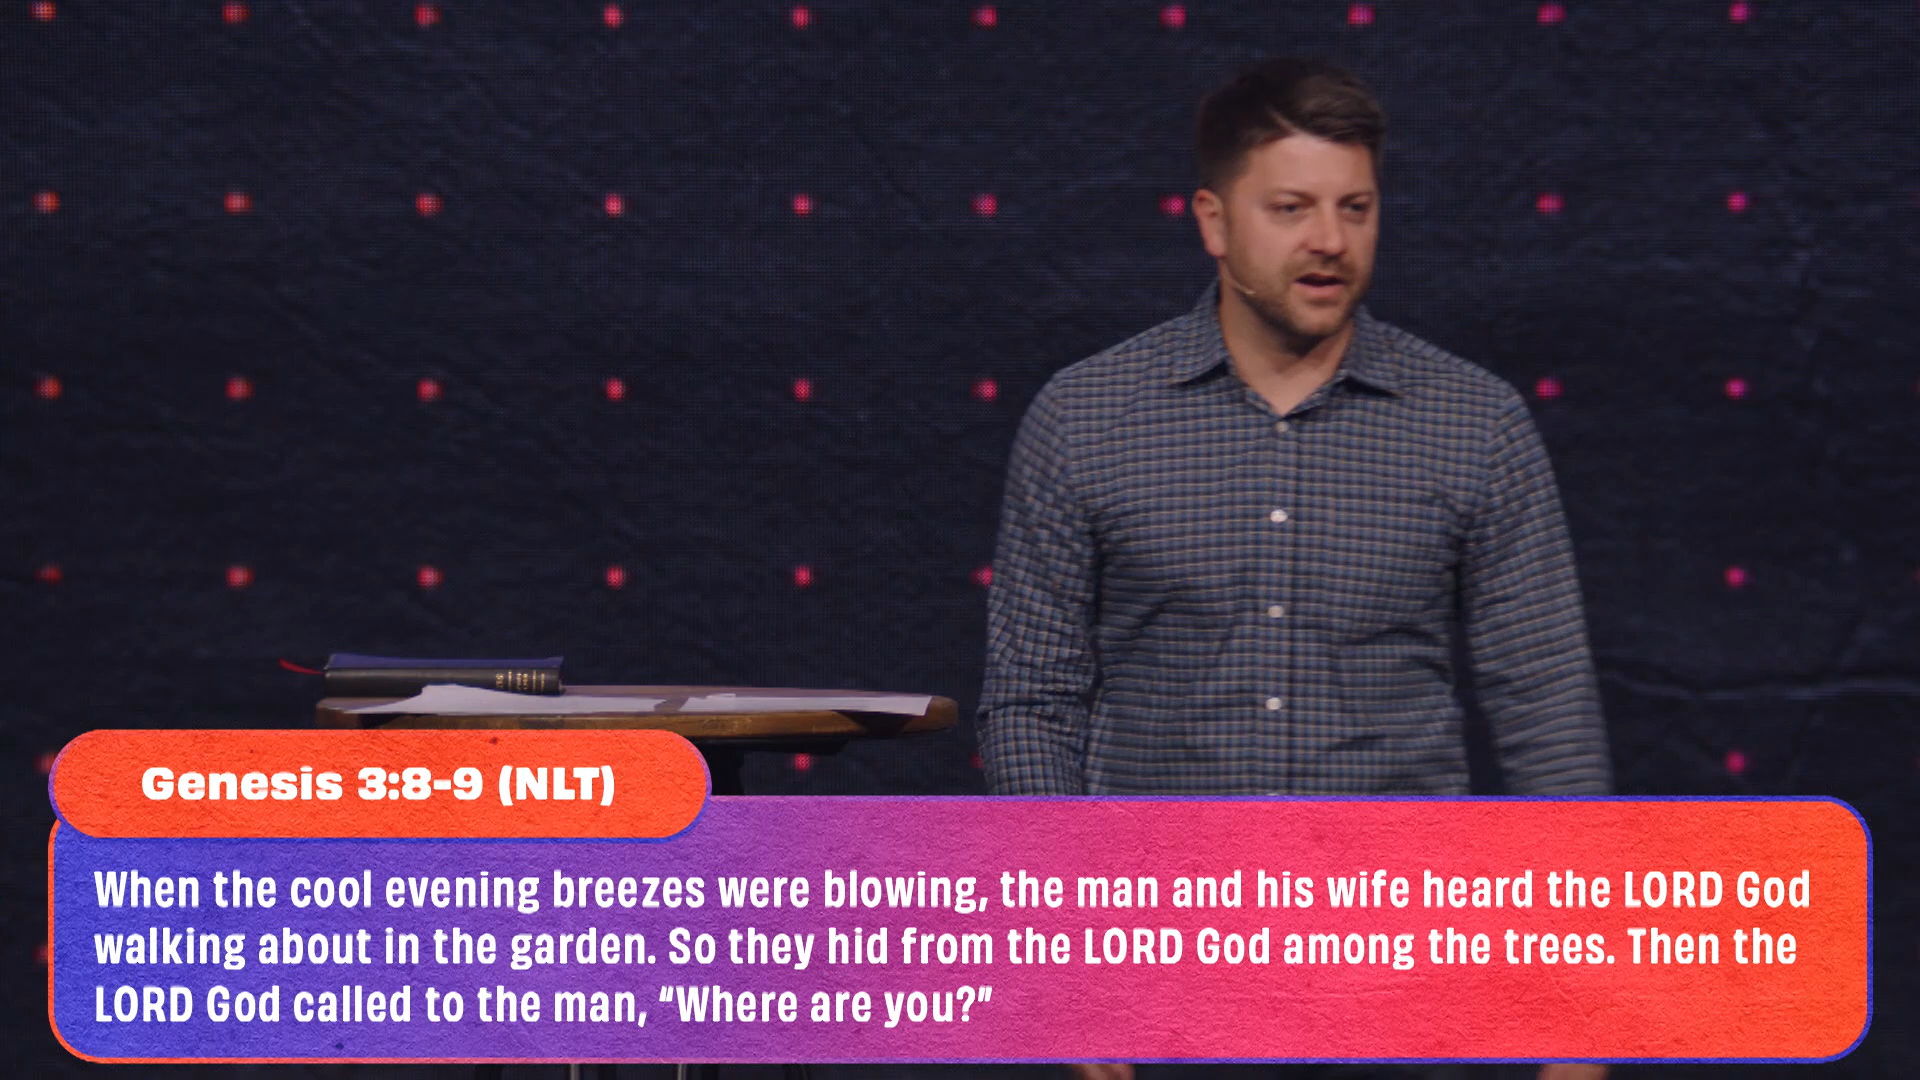 Genesis 3:8-9 (NLT)
When the cool evening breezes were blowing, the man and his wife heard the LORD God
walking about in the garden. So they hid from the LORD God among the trees. Then the
LORD God called to the man, “Where are you?”